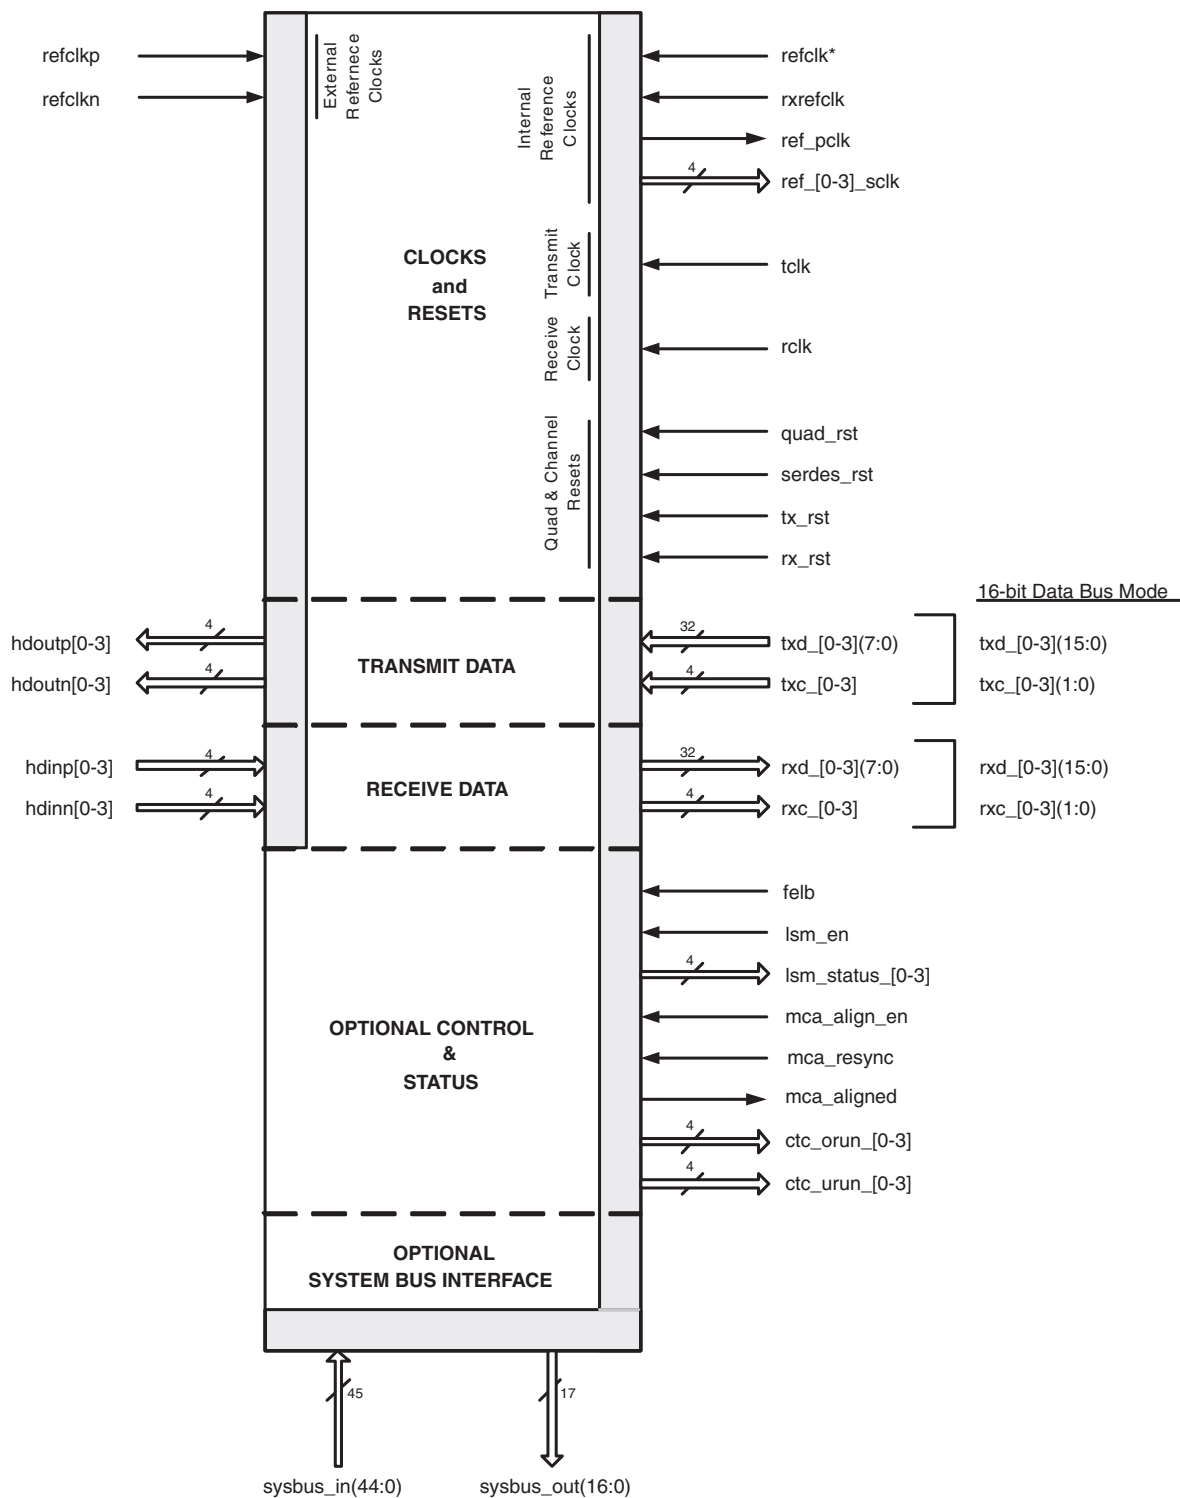 refclkp
refclkn
External
Refernece
Clocks
Internal
Reference
Clocks
refclk*
rxrefclk
ref_pclk
4
ref_[0-3]_sclk
CLOCKS
and
RESETS
Transmit
Clock
tclk
Receive
Clock
rclk
Quad & Channel
Resets
quad_rst
serdes_rst
tx_rst
rx_rst
16-bit Data Bus Mode
hdoutp[0-3]
4
hdoutn[0-3]
4
TRANSMIT DATA
32
txd_[0-3](7:0)
txd_[0-3](15:0)
4
txc_[0-3]
txc_[0-3](1:0)
hdinp[0-3]
4
hdinn[0-3]
4
RECEIVE DATA
32
rxd_[0-3](7:0)
rxd_[0-3](15:0)
4
rxc_[0-3]
rxc_[0-3](1:0)
felb
lsm_en
4
lsm_status_[0-3]
OPTIONAL CONTROL
&
STATUS
mca_align_en
mca_resync
mca_aligned
4
ctc_orun_[0-3]
4
ctc_urun_[0-3]
OPTIONAL
SYSTEM BUS INTERFACE
45
17
sysbus_in(44:0)
sysbus_out(16:0)